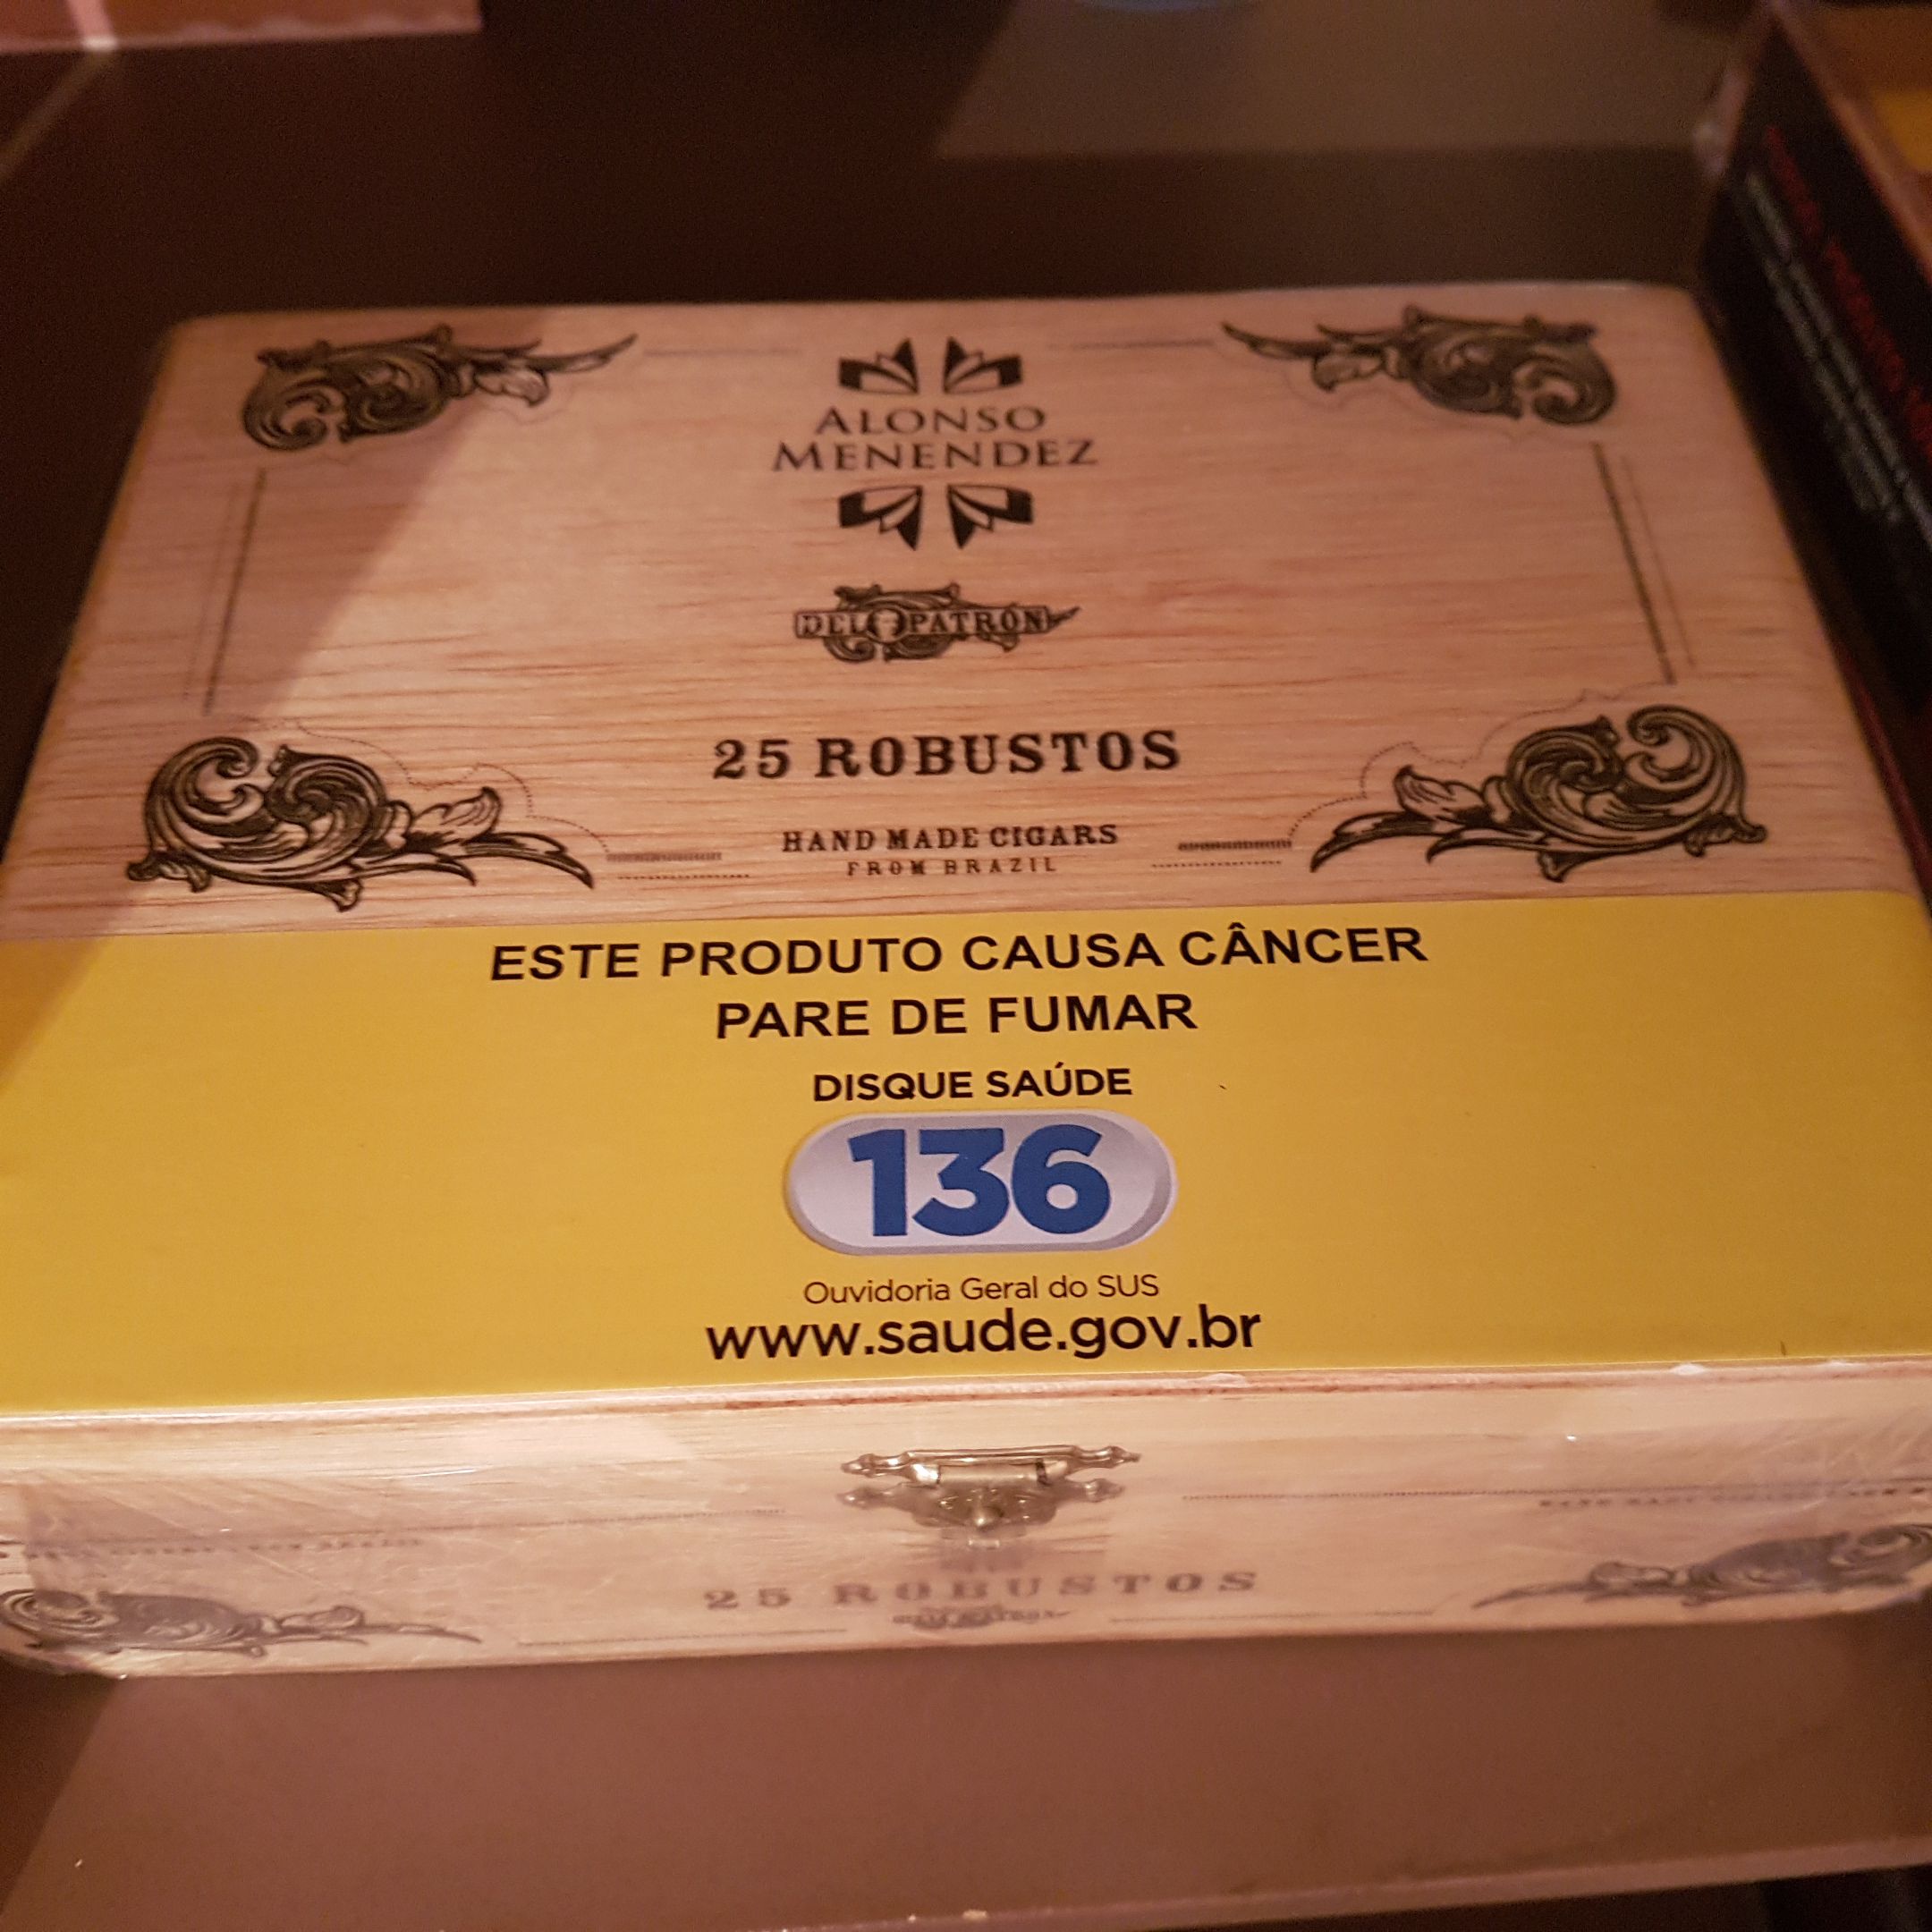 ALONSO
MENENDEZ
DEL PATRÓN
25 ROBUSTOS
HAND MADE CIGARS
FROM BRAZIL
ESTE PRODUTO CAUSA CÂNCER
PARE DE FUMAR
DISQUE SAÚDE
136
Ouvidoria Geral do SUS
www.saude.gov.br
25 ROBUSTOS